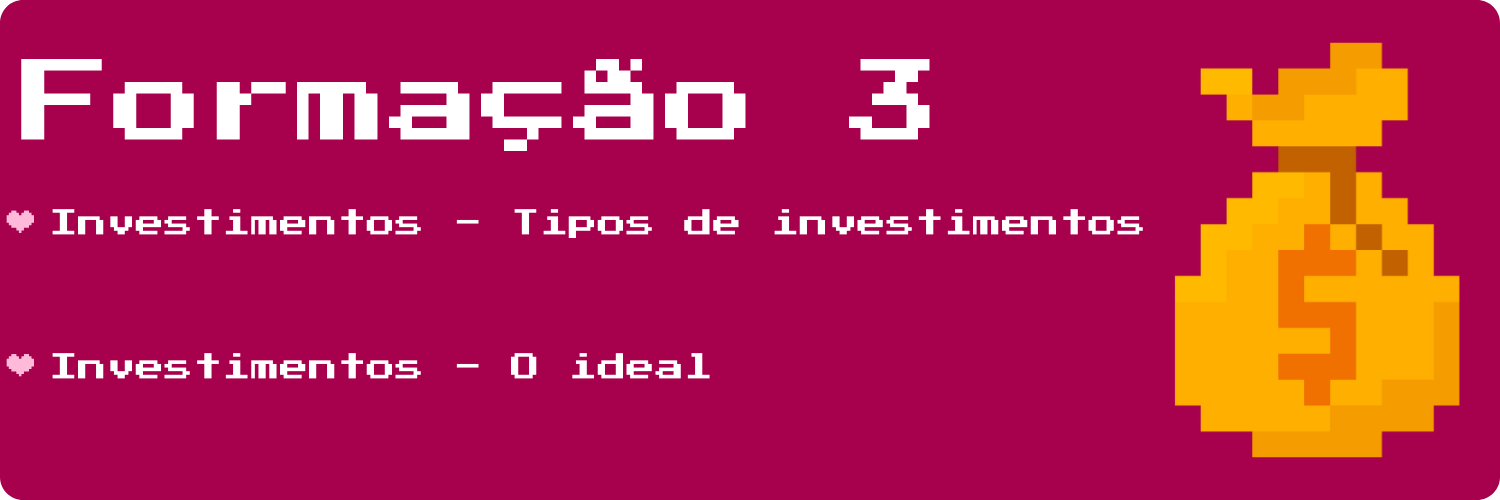 Formação 3
Investimentos - Tipos de investimentos
Investimentos - O ideal
$